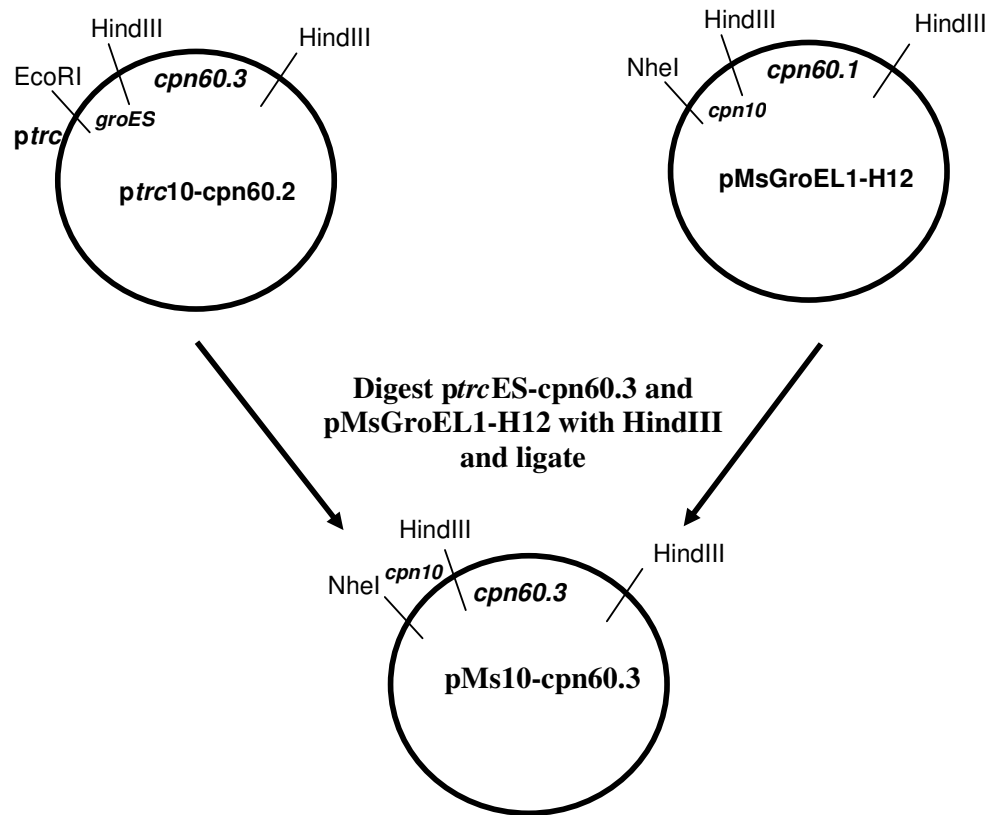 HindIII
HindIII
EcoRI
cpn60.3
groES
ptrc
ptrc10-cpn60.2
HindIII
HindIII
NheI
cpn60.1
cpn10
pMsGroEL1-H12
Digest ptrcES-cpn60.3 and
pMsGroEL1-H12 with HindIII
and ligate
HindIII
HindIII
NheI
cpn10
cpn60.3
pMs10-cpn60.3